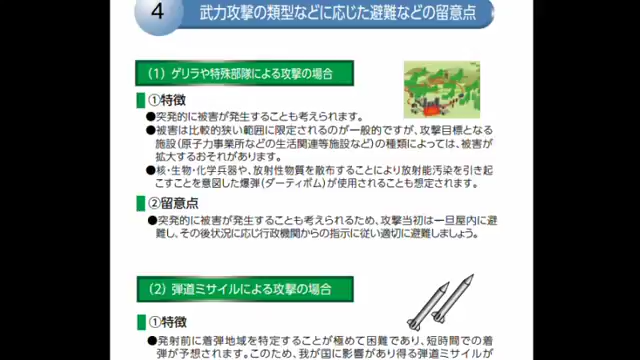 4 武力攻撃の類型などに応じた避難などの留意点
(1) ゲリラや特殊部隊による攻撃の場合
①特徴
●突発的に被害が発生することも考えられます。
●被害は比較的狭い範囲に限定されるのが一般的ですが、攻撃目標となる
施設(原子力事業所などの生活関連等施設など)の種類によっては、被害が
拡大するおそれがあります。
●核・生物・化学兵器や、放射性物質を散布することにより放射能汚染を引き起
こすことを意図した爆弾(ダーティボム)が使用されることも想定されます。
②留意点
●突発的に被害が発生することも考えられるため、攻撃当初は一旦屋内に避
難し、その後状況に応じ行政機関からの指示に従い適切に避難しましょう。
(2) 弾道ミサイルによる攻撃の場合
①特徴
●発射前に着弾地域を特定することが極めて困難であり、短時間での着
弾が予想されます。このため、我が国に影響があり得る弾道ミサイルが